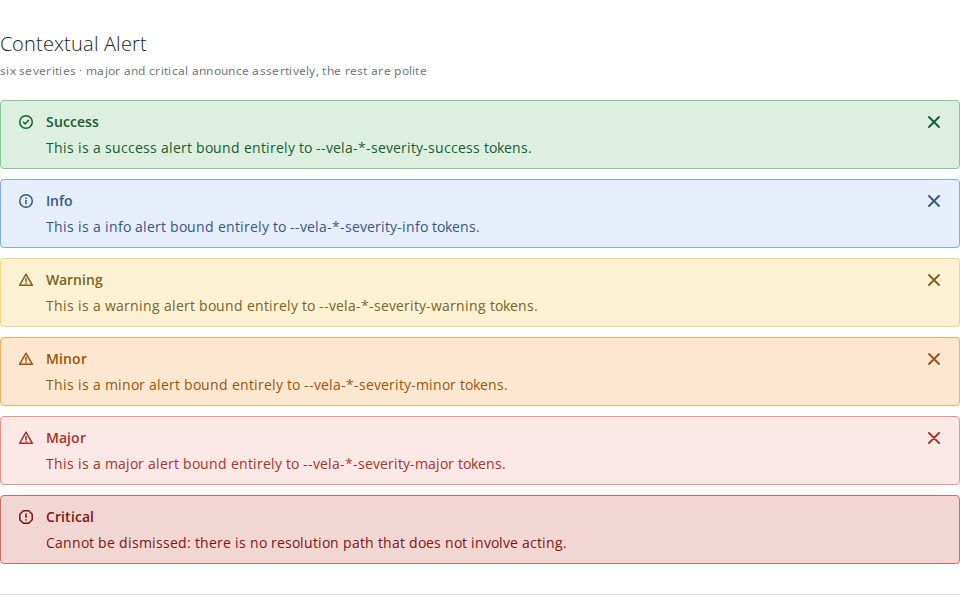 Contextual Alert
six severities · major and critical announce assertively, the rest are polite
Success
This is a success alert bound entirely to --vela-*-severity-success tokens.
Info
This is a info alert bound entirely to --vela-*-severity-info tokens.
Warning
This is a warning alert bound entirely to --vela-*-severity-warning tokens.
Minor
This is a minor alert bound entirely to --vela-*-severity-minor tokens.
Major
This is a major alert bound entirely to --vela-*-severity-major tokens.
Critical
Cannot be dismissed: there is no resolution path that does not involve acting.